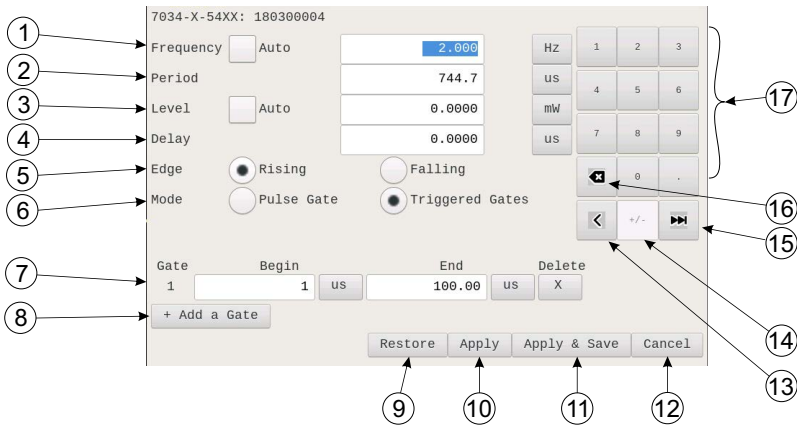 7034-X-54XX: 180300004
1 Frequency Auto 2.000 Hz 1 2 3
2 Period 744.7 us 4 5 6
17
3 Level Auto 0.0000 mW
4 Delay 0.0000 us 7 8 9
5 Edge Rising Falling 0 .
6 Mode Pulse Gate Triggered Gates +/-
16
15
Gate Begin End Delete
7 1 1 us 100.00 us X
8 + Add a Gate
14
Restore Apply Apply & Save Cancel
13
9 10 11 12